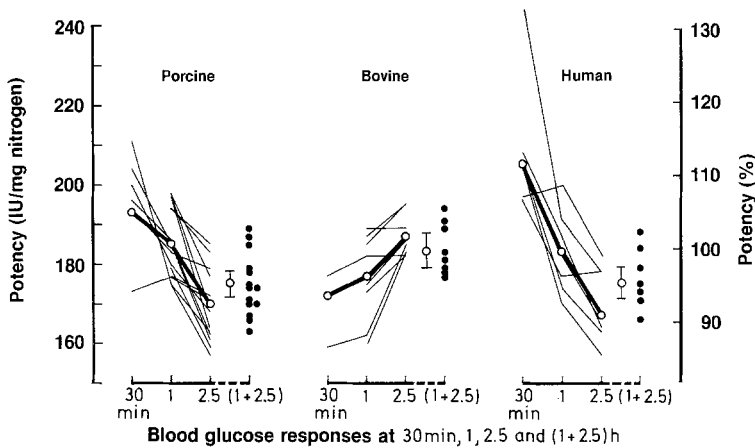 Potency (IU/mg nitrogen)
240
220
200
180
160
Porcine
Bovine
Human
130
120
110
100
90
Potency (%)
30 min 1 2.5 (1+2.5)
30 min 1 2.5 (1+2.5)
30 min 1 2.5 (1+2.5)
Blood glucose responses at 30min, 1, 2.5 and (1+2.5)h